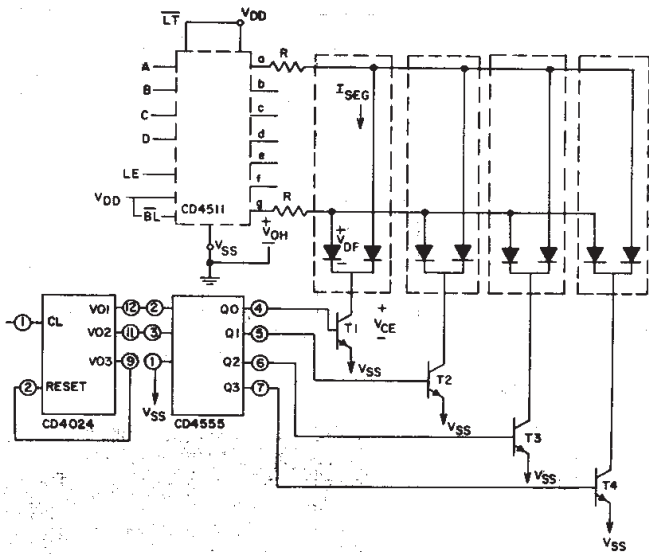 LT VDD
A a R
B b
C c ISEG
D d
LE e
f
VDD BL CD4511 g R
+ VOH − + VDF −
VSS
1 CL VO1 12 2 Q0 4 T1 + VCE −
VO2 11 3 Q1 5
VO3 9 1 Q2 6 VSS T2
2 RESET Q3 7
VSS VSS
CD4024 CD4555 T3
VSS T4
VSS